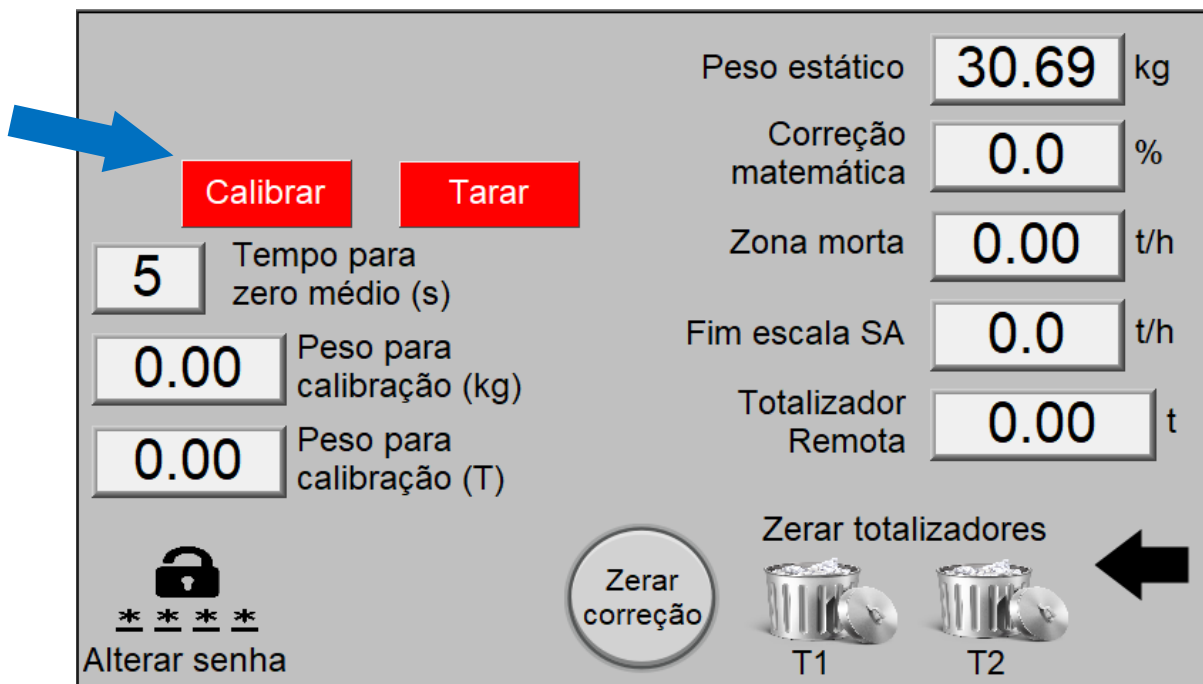 Calibrar
Tarar
5
Tempo para
zero médio (s)
0.00
Peso para
calibração (kg)
0.00
Peso para
calibração (T)
* * * *
Alterar senha
Peso estático
30.69
kg
Correção
matemática
0.0
%
Zona morta
0.00
t/h
Fim escala SA
0.0
t/h
Totalizador
Remota
0.00
t
Zerar
correção
Zerar totalizadores
T1
T2